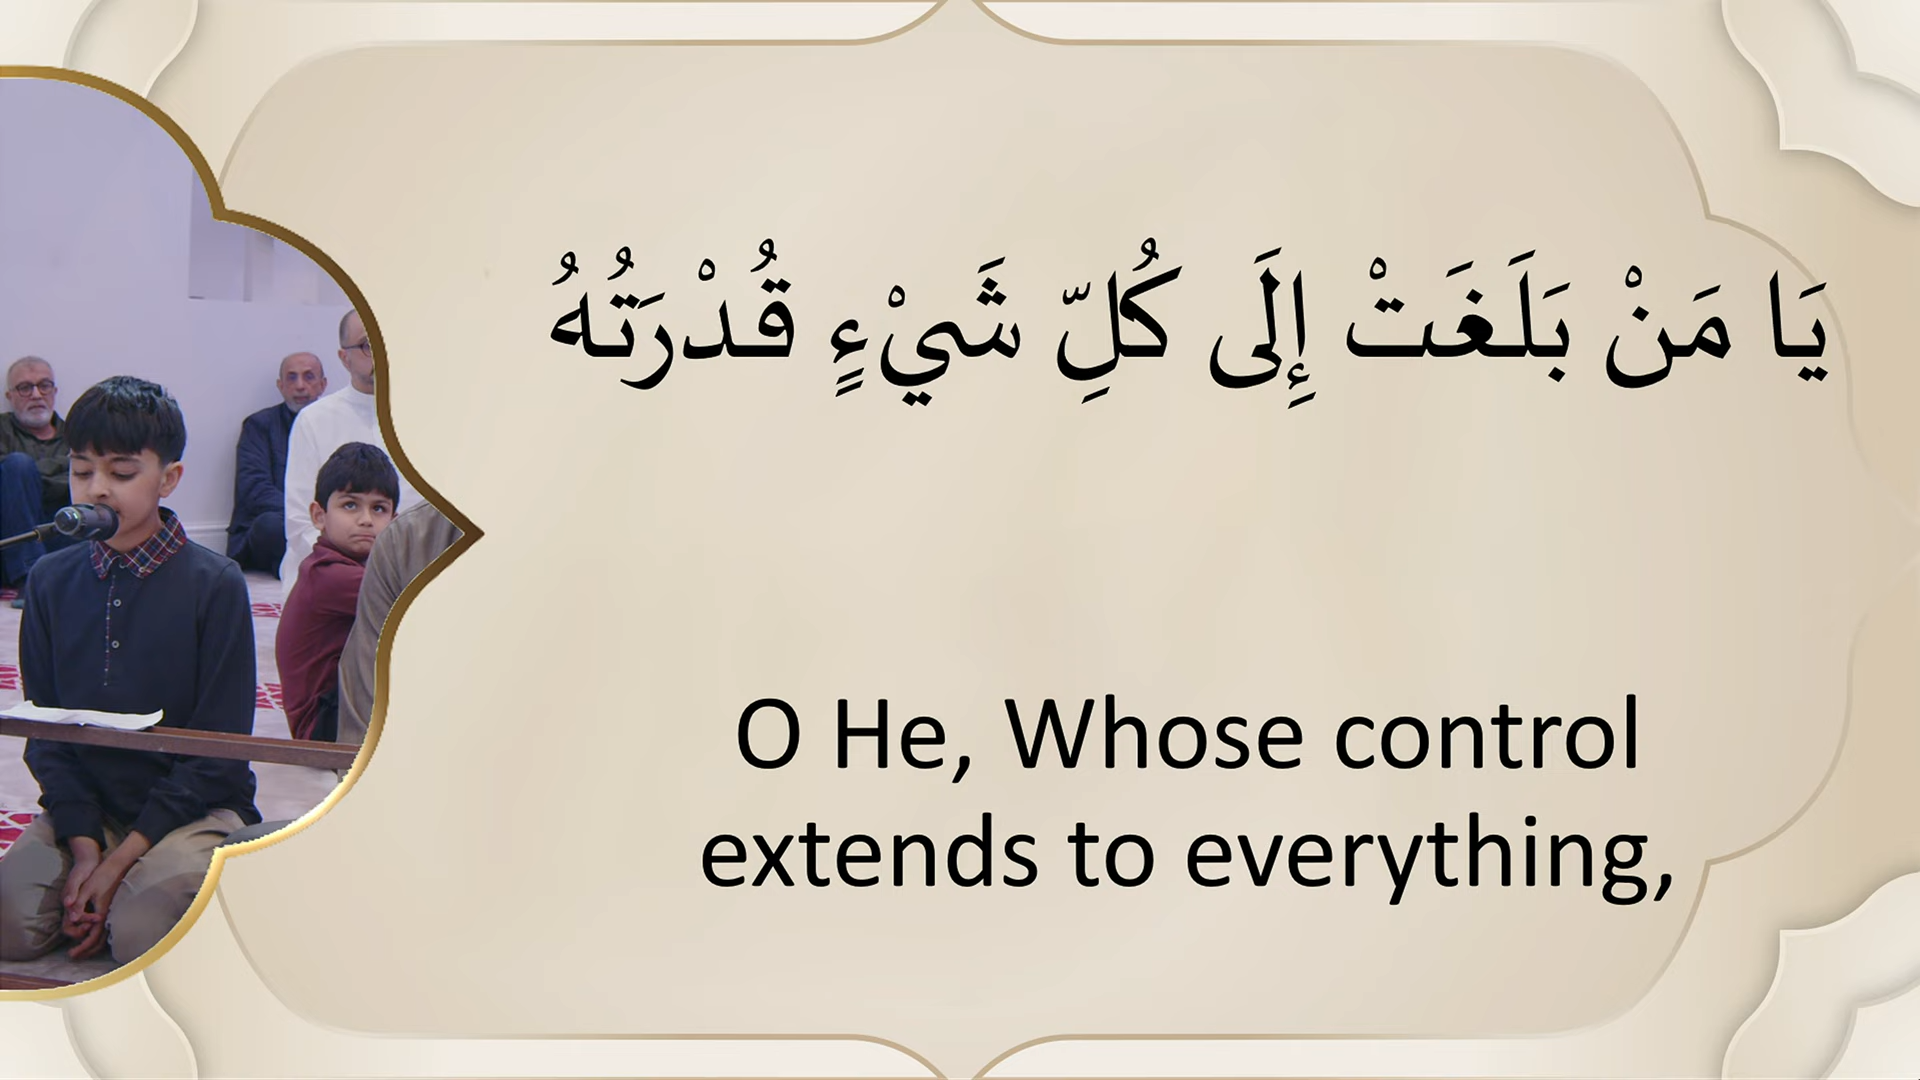 يَا مَنْ بَلَغَتْ إِلَى كُلِّ شَيْءٍ قُدْرَتُهُ
O He, Whose control
extends to everything,